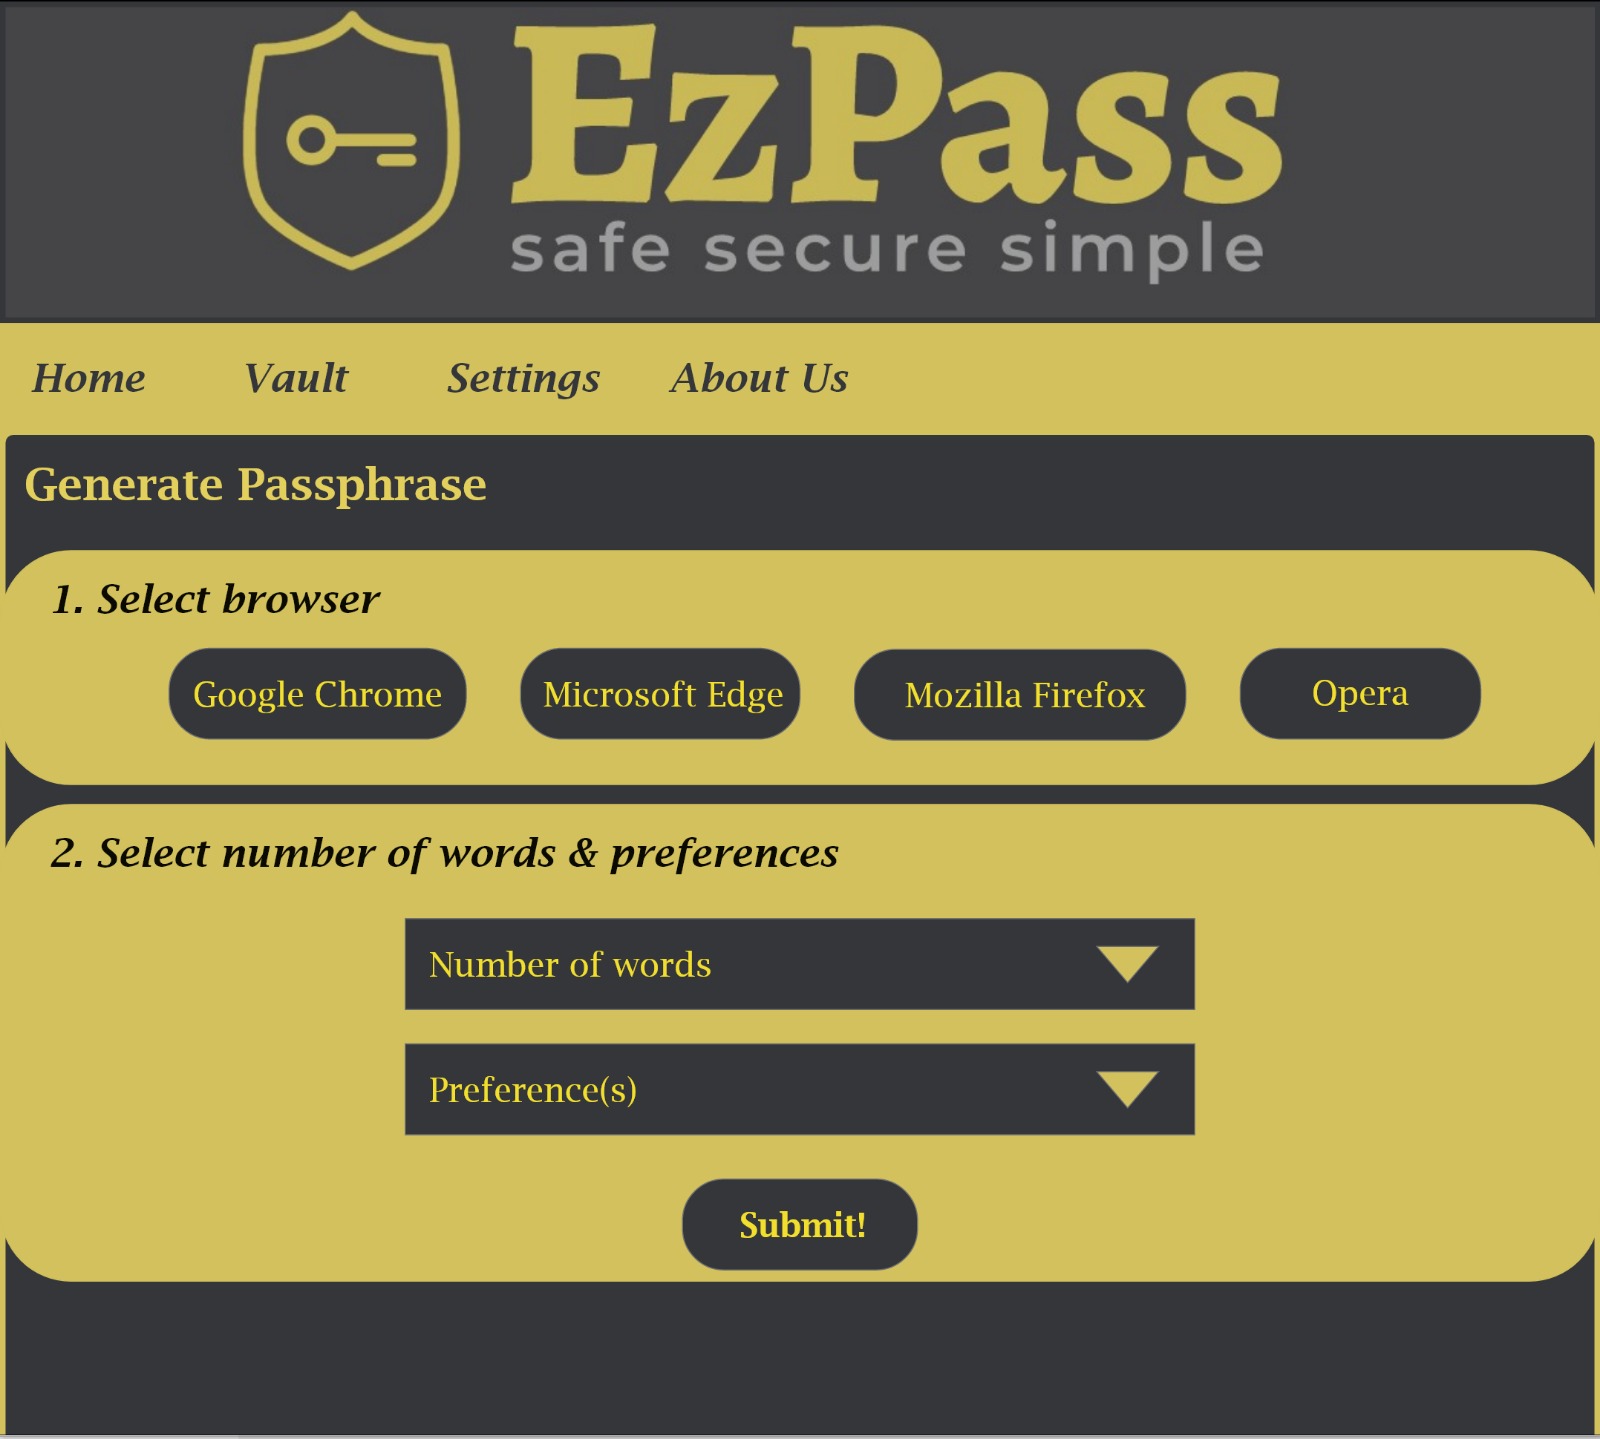 EzPass
safe secure simple
Home Vault Settings About Us
Generate Passphrase
1. Select browser
Google Chrome Microsoft Edge Mozilla Firefox Opera
2. Select number of words & preferences
Number of words
Preference(s)
Submit!